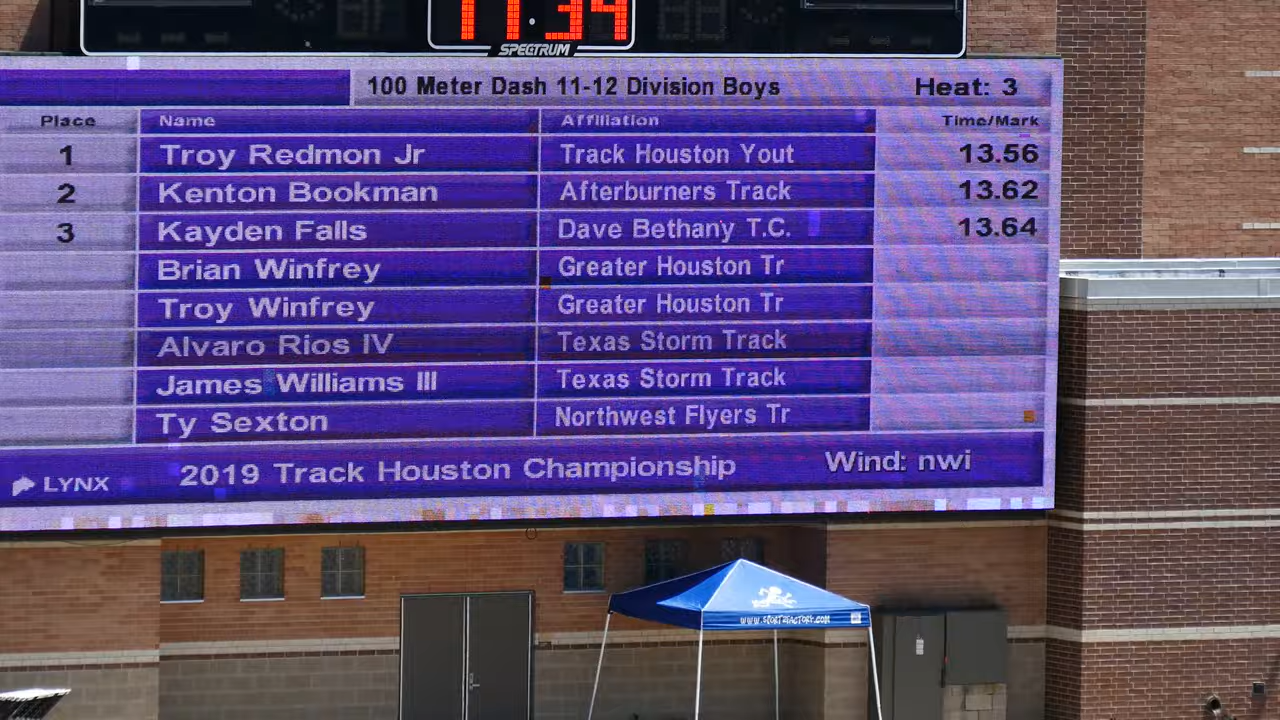 11:34
SPECTRUM
100 Meter Dash 11-12 Division Boys Heat: 3
Place Name Affiliation Time/Mark
1 Troy Redmon Jr Track Houston Yout 13.56
2 Kenton Bookman Afterburners Track 13.62
3 Kayden Falls Dave Bethany T.C. 13.64
Brian Winfrey Greater Houston Tr
Troy Winfrey Greater Houston Tr
Alvaro Rios IV Texas Storm Track
James Williams III Texas Storm Track
Ty Sexton Northwest Flyers Tr
LYNX 2019 Track Houston Championship Wind: nwi
www.sportzfactory.com